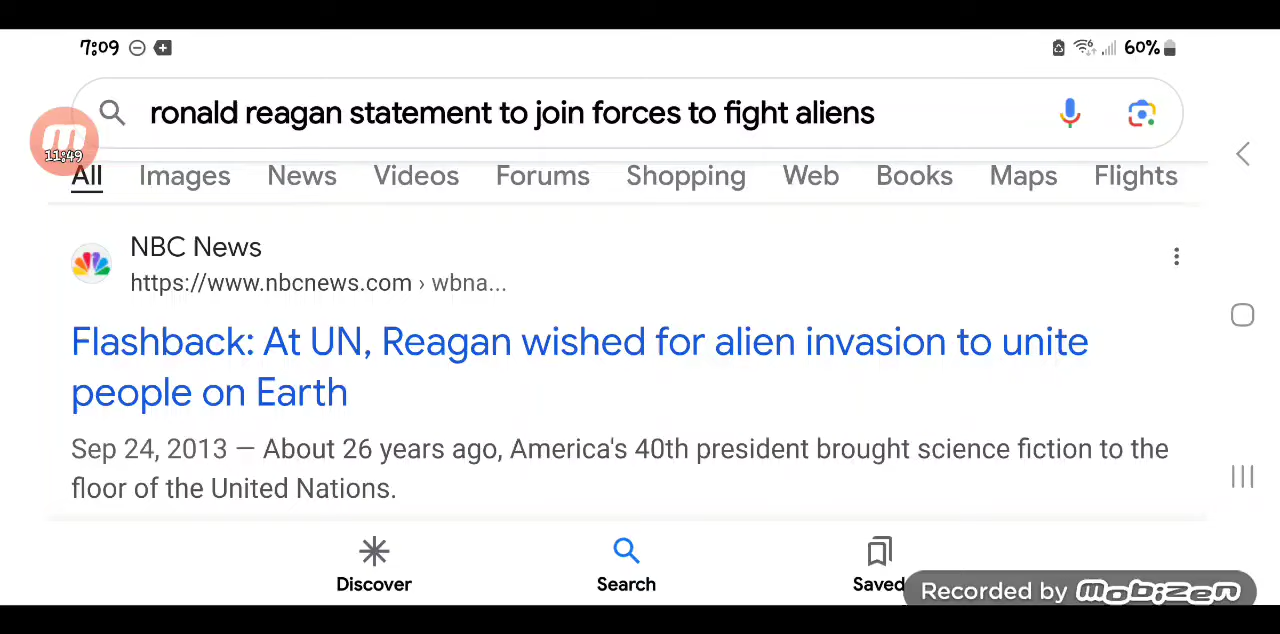 7:09 60%
ronald reagan statement to join forces to fight aliens
11:49
All Images News Videos Forums Shopping Web Books Maps Flights
NBC News
https://www.nbcnews.com › wbna...
Flashback: At UN, Reagan wished for alien invasion to unite
people on Earth
Sep 24, 2013 — About 26 years ago, America's 40th president brought science fiction to the
floor of the United Nations.
Discover Search Saved
Recorded by mobizen